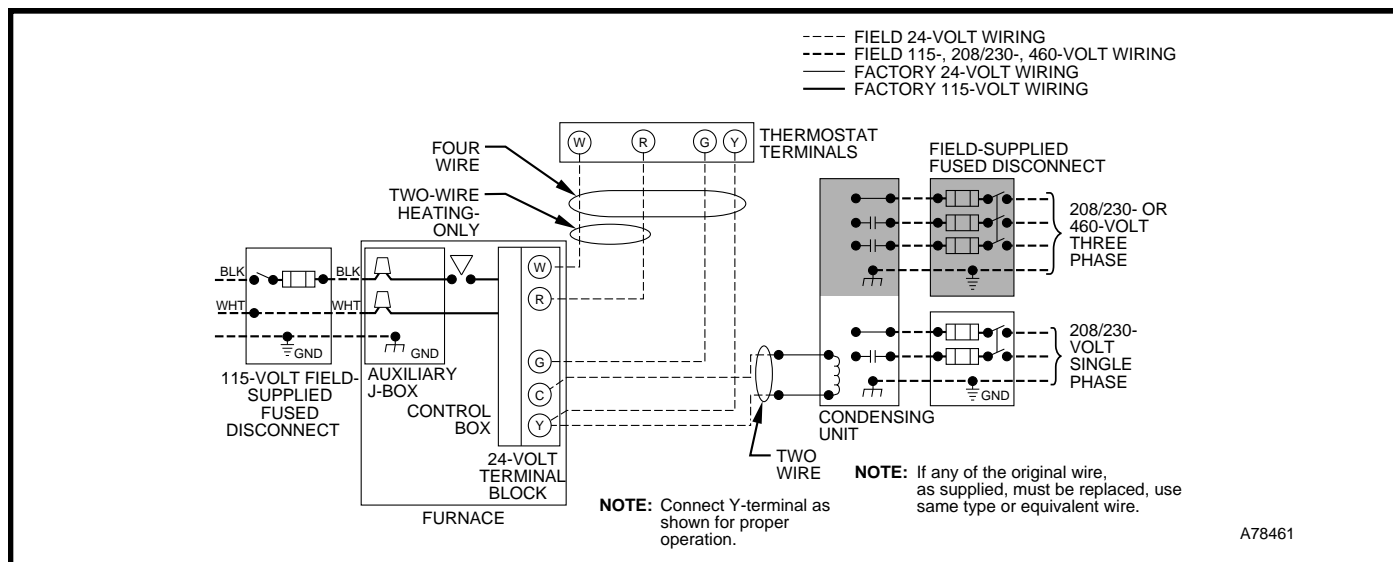 FIELD 24-VOLT WIRING
FIELD 115-, 208/230-, 460-VOLT WIRING
FACTORY 24-VOLT WIRING
FACTORY 115-VOLT WIRING
W
R
G
Y
THERMOSTAT
TERMINALS
FOUR
WIRE
TWO-WIRE
HEATING-
ONLY
FIELD-SUPPLIED
FUSED DISCONNECT
208/230- OR
460-VOLT
THREE
PHASE
BLK
BLK
WHT
WHT
GND
GND
W
R
G
C
Y
208/230-
VOLT
SINGLE
PHASE
GND
115-VOLT FIELD-
SUPPLIED
FUSED
DISCONNECT
AUXILIARY
J-BOX
CONTROL
BOX
24-VOLT
TERMINAL
BLOCK
FURNACE
CONDENSING
UNIT
TWO
WIRE
NOTE: Connect Y-terminal as
shown for proper
operation.
NOTE: If any of the original wire,
as supplied, must be replaced, use
same type or equivalent wire.
A78461